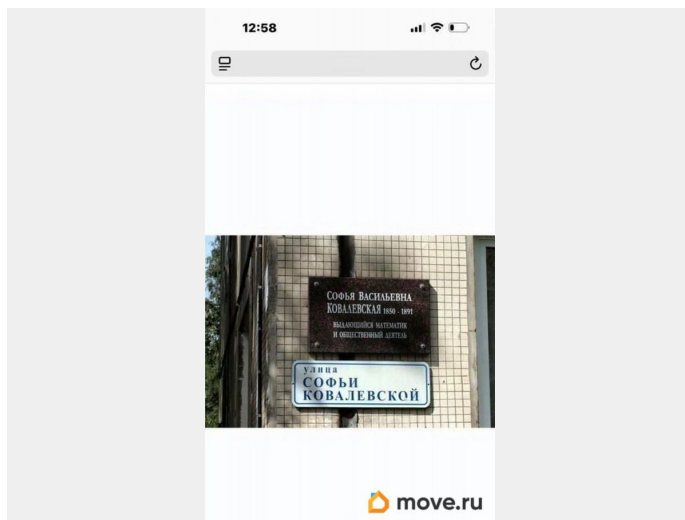 12:58
СОФЬЯ ВАСИЛЬЕВНА
КОВАЛЕВСКАЯ 1850 - 1891
ВЫДАЮЩИЙСЯ МАТЕМАТИК
И ОБЩЕСТВЕННЫЙ ДЕЯТЕЛЬ
улица
СОФЬИ
КОВАЛЕВСКОЙ
move.ru